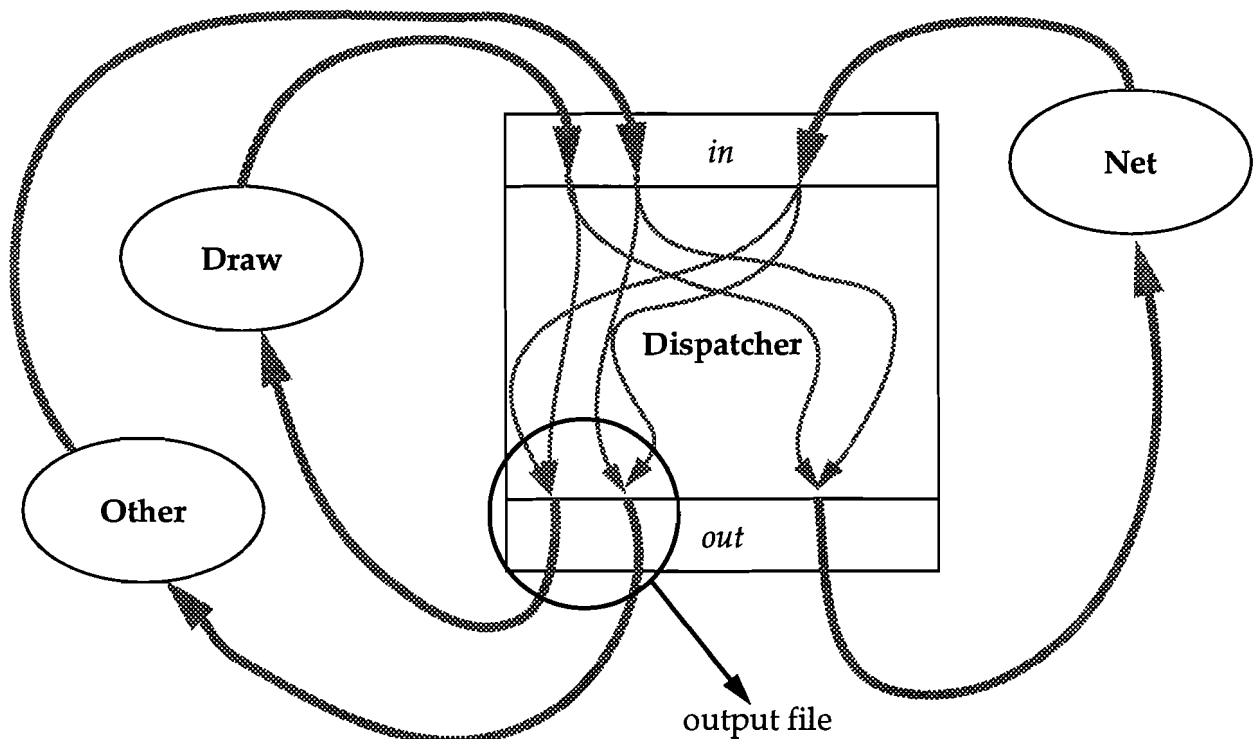 in
Net
Draw
Dispatcher
Other
out
output file